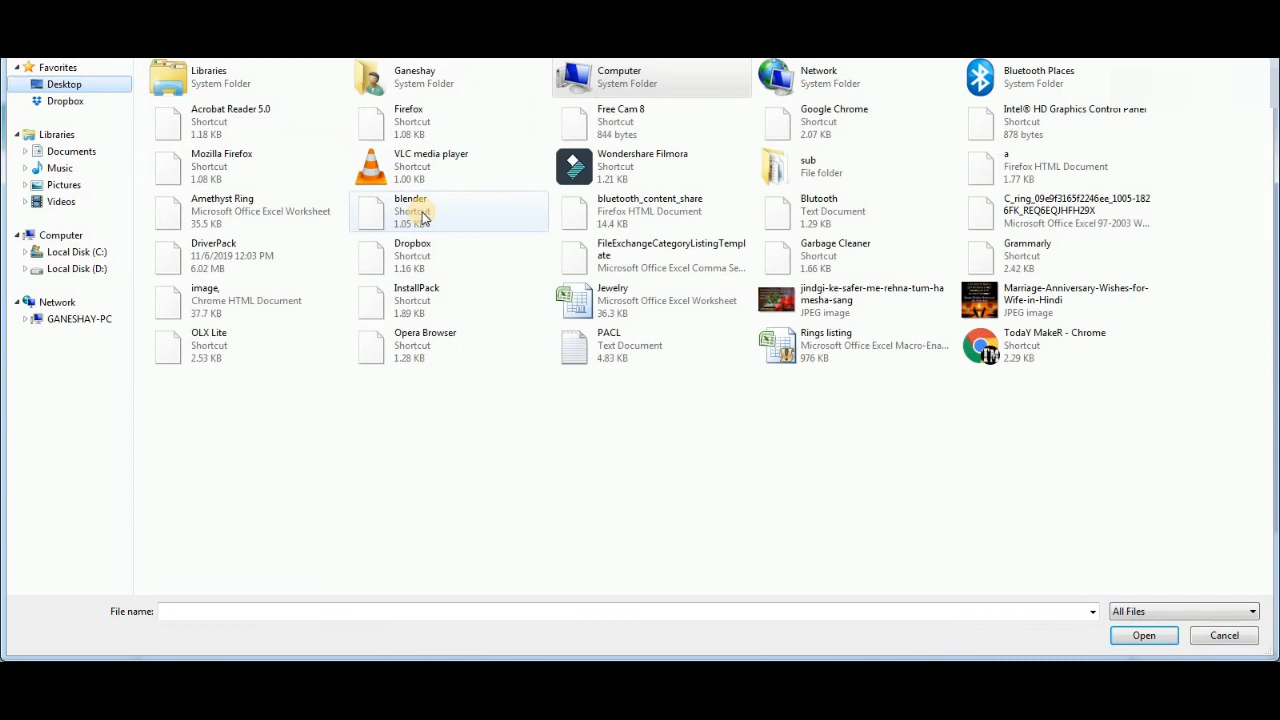 Favorites
Desktop
Dropbox
Libraries
Documents
Music
Pictures
Videos
Computer
Local Disk (C:)
Local Disk (D:)
Network
GANESHAY-PC
Libraries
System Folder
Ganeshay
System Folder
Computer
System Folder
Network
System Folder
Bluetooth Places
System Folder
Acrobat Reader 5.0
Shortcut
1.18 KB
Firefox
Shortcut
1.08 KB
Free Cam 8
Shortcut
844 bytes
Google Chrome
Shortcut
2.07 KB
Intel® HD Graphics Control Panel
Shortcut
878 bytes
Mozilla Firefox
Shortcut
1.08 KB
VLC media player
Shortcut
1.00 KB
Wondershare Filmora
Shortcut
1.21 KB
sub
File folder
a
Firefox HTML Document
1.77 KB
Amethyst Ring
Microsoft Office Excel Worksheet
35.5 KB
blender
Shortcut
1.05 KB
bluetooth_content_share
Firefox HTML Document
14.4 KB
Blutooth
Text Document
1.29 KB
C_ring_09e9f3165f2246ee_1005-182
6FK_REQ6EQJHFH29X
Microsoft Office Excel 97-2003 W...
DriverPack
11/6/2019 12:03 PM
6.02 MB
Dropbox
Shortcut
1.16 KB
FileExchangeCategoryListingTempl
ate
Microsoft Office Excel Comma Se...
Garbage Cleaner
Shortcut
1.66 KB
Grammarly
Shortcut
2.42 KB
image,
Chrome HTML Document
37.7 KB
InstallPack
Shortcut
1.89 KB
Jewelry
Microsoft Office Excel Worksheet
36.3 KB
jindgi-ke-safer-me-rehna-tum-ha
mesha-sang
JPEG image
Marriage-Anniversary-Wishes-for-
Wife-in-Hindi
JPEG image
OLX Lite
Shortcut
2.53 KB
Opera Browser
Shortcut
1.28 KB
PACL
Text Document
4.83 KB
Rings listing
Microsoft Office Excel Macro-Ena...
976 KB
TM
TodaY MakeR - Chrome
Shortcut
2.29 KB
File name:
All Files
Open
Cancel